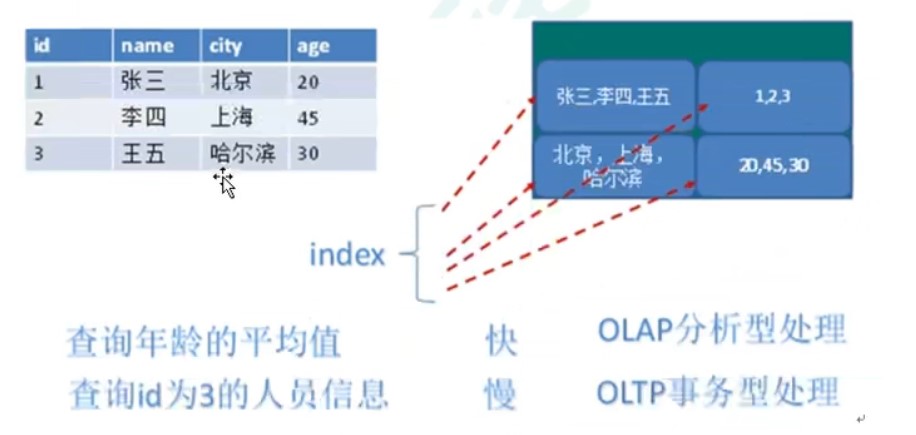 id name city age
1 张三 北京 20
2 李四 上海 45
3 王五 哈尔滨 30
张三,李四,王五
1,2,3
北京，上海，
哈尔滨
20,45,30
index
查询年龄的平均值 快 OLAP分析型处理
查询id为3的人员信息 慢 OLTP事务型处理